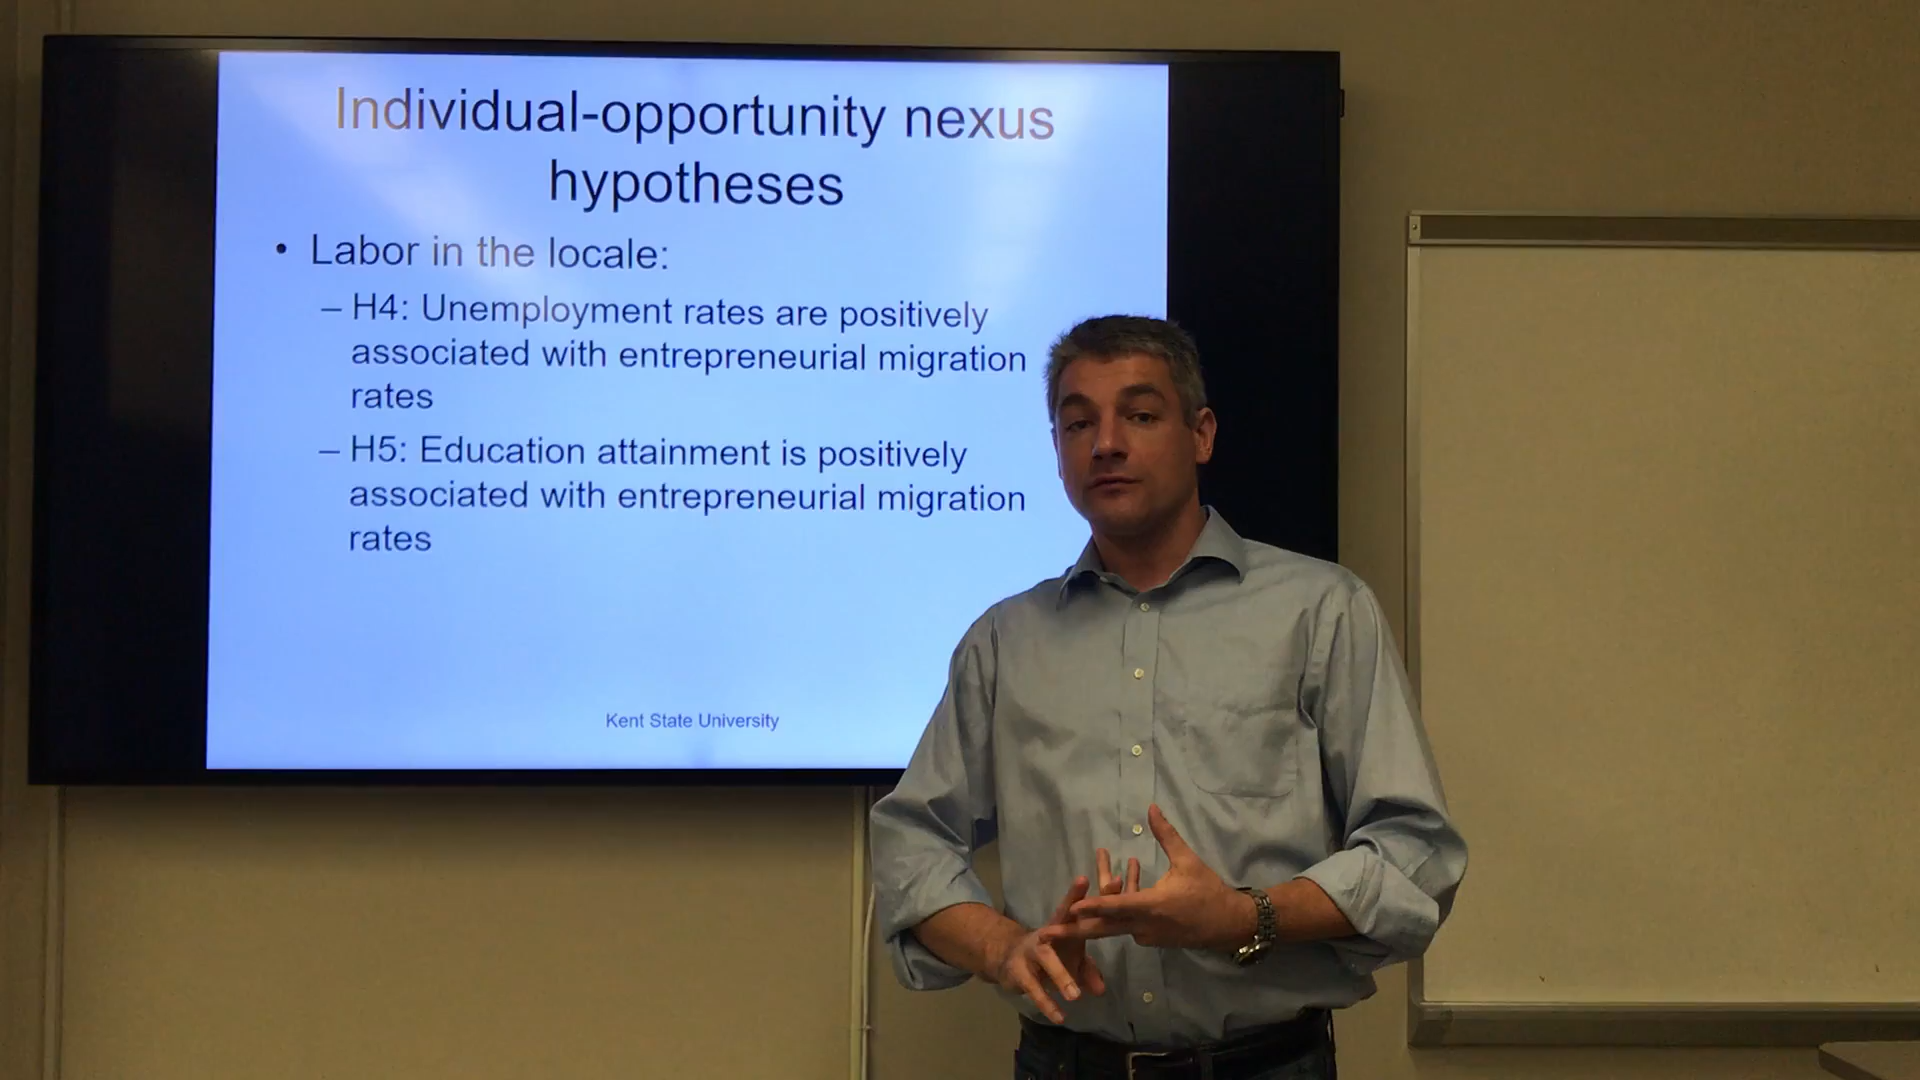 Individual-opportunity nexus
hypotheses
• Labor in the locale:
– H4: Unemployment rates are positively
associated with entrepreneurial migration
rates
– H5: Education attainment is positively
associated with entrepreneurial migration
rates
Kent State University